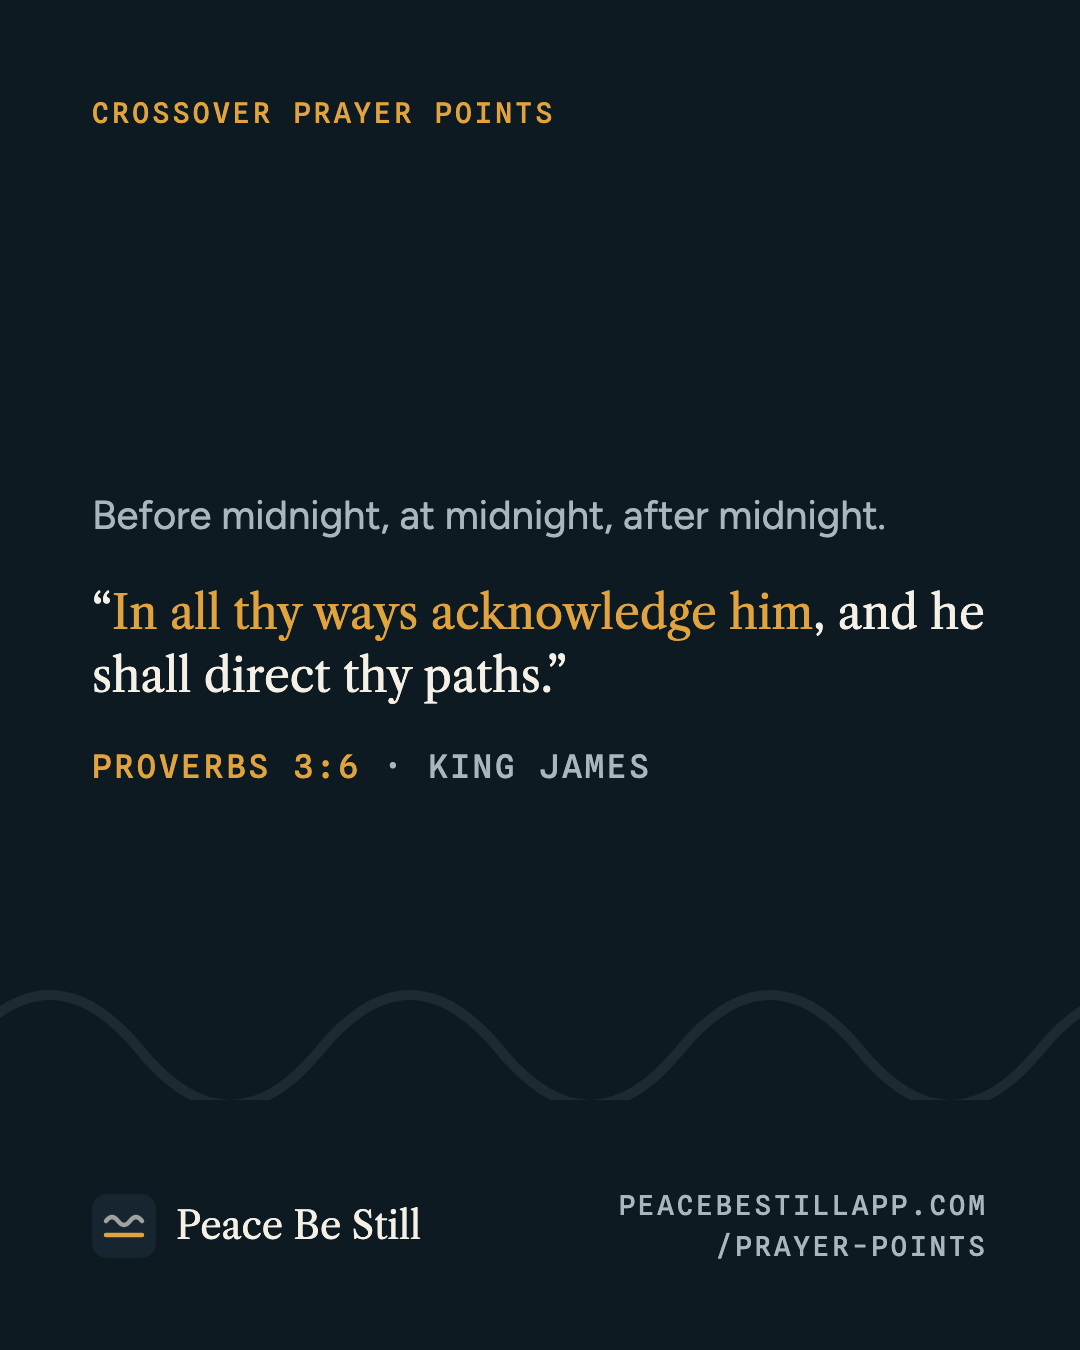 CROSSOVER PRAYER POINTS
Before midnight, at midnight, after midnight.
“In all thy ways acknowledge him, and he
shall direct thy paths.”
PROVERBS 3:6 · KING JAMES
Peace Be Still
PEACEBESTILLAPP.COM
/PRAYER-POINTS